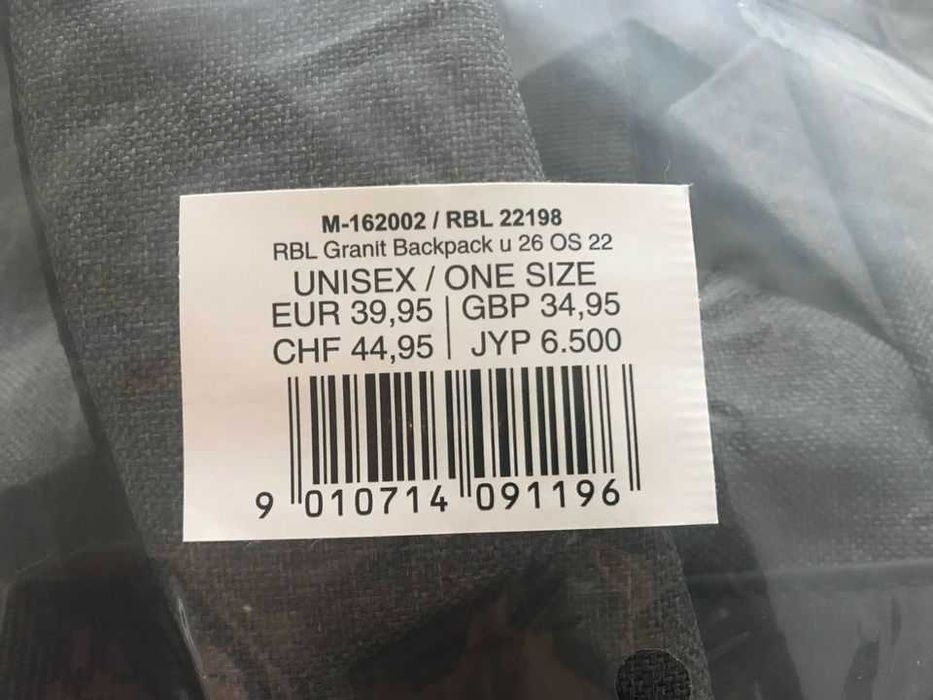 M-162002 / RBL 22198
RBL Granit Backpack u 26 OS 22
UNISEX / ONE SIZE
EUR 39,95 | GBP 34,95
CHF 44,95 | JYP 6.500
9 010714 091196